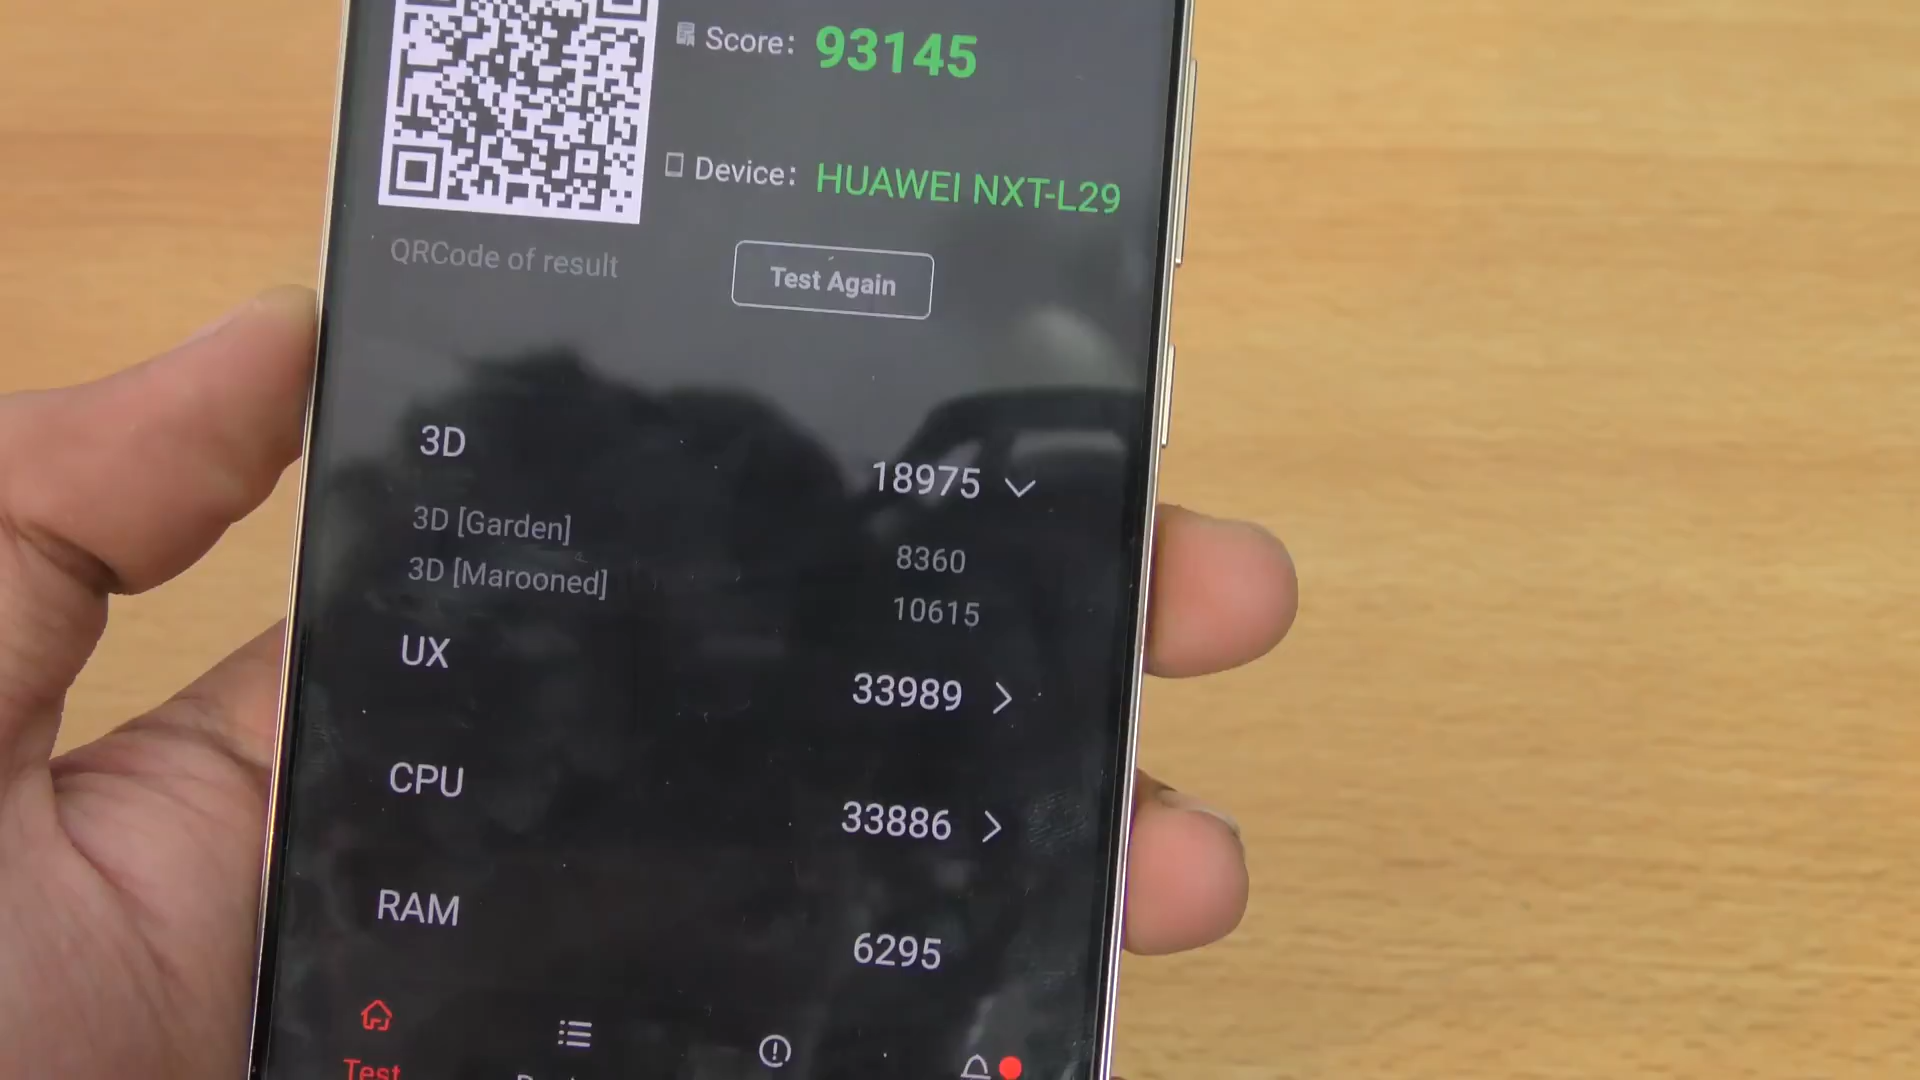 Score: 93145
Device: HUAWEI NXT-L29
QRCode of result
Test Again
3D 18975
3D [Garden] 8360
3D [Marooned] 10615
UX 33989
CPU 33886
RAM 6295
Test